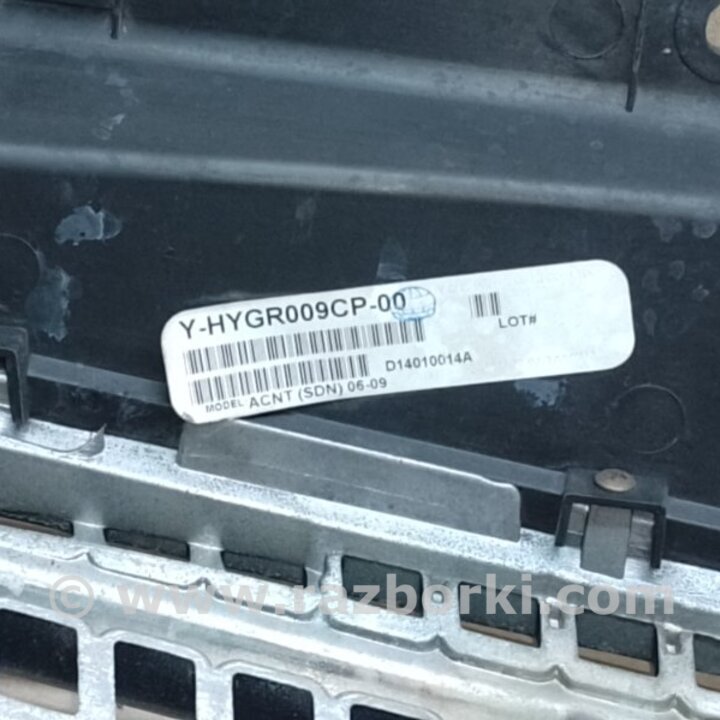 Y-HYGR009CP-00
LOT#
D14010014A
MODEL ACNT (SDN) 06-09
© www.razborki.com